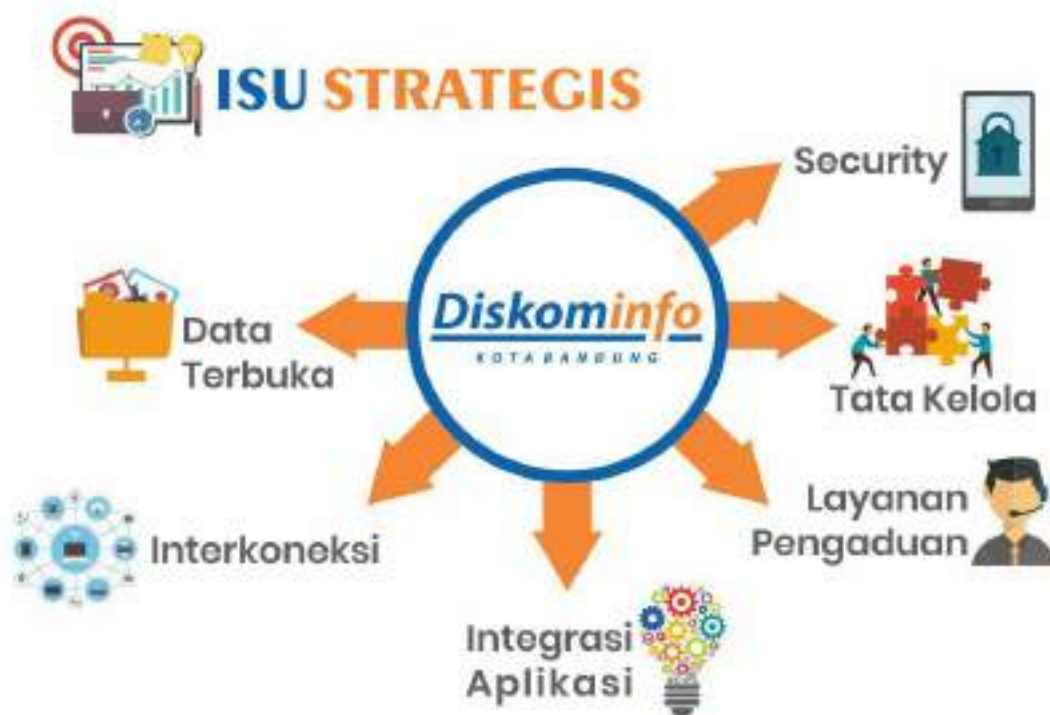 ISU STRATEGIS
Security
Diskominfo
KOTA BANDUNG
Data
Terbuka
Tata Kelola
Layanan
Pengaduan
Interkoneksi
Integrasi
Aplikasi